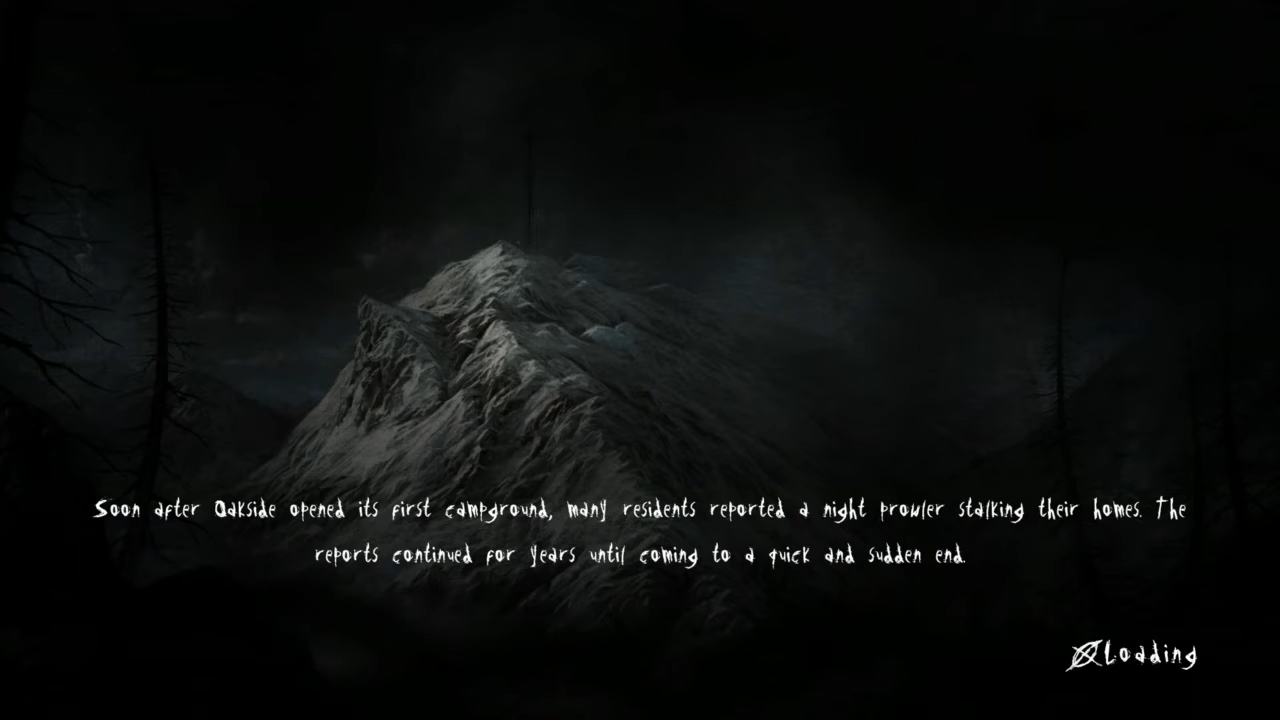 Soon after Oakside opened its first campground, many residents reported a night prowler stalking their homes. The
reports continued for years until coming to a quick and sudden end.
Loading